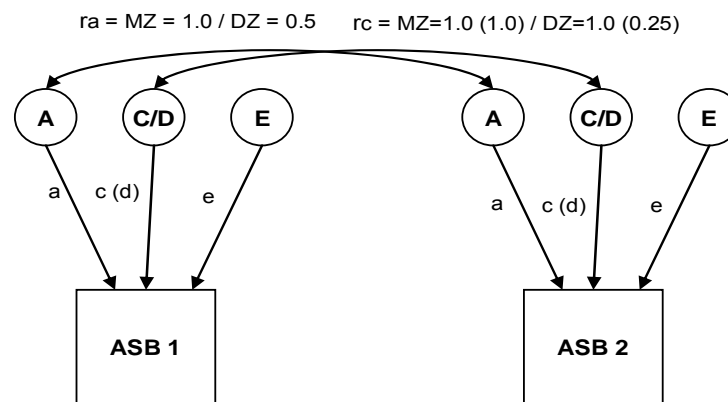 ra = MZ = 1.0 / DZ = 0.5 rc = MZ=1.0 (1.0) / DZ=1.0 (0.25)
A C/D E A C/D E
a c (d) e a c (d) e
ASB 1 ASB 2